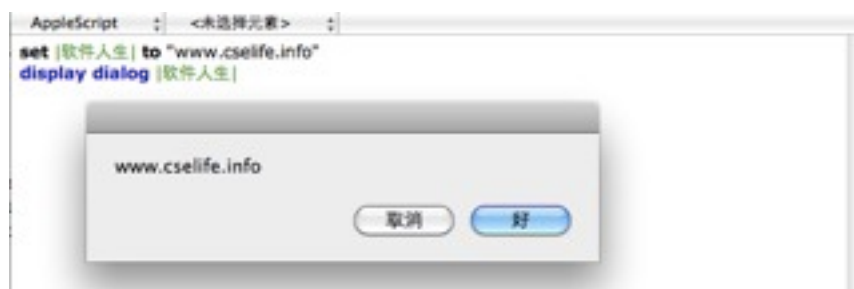 AppleScript <未选择元素>
set |软件人生| to "www.cselife.info"
display dialog |软件人生|
www.cselife.info
取消 好